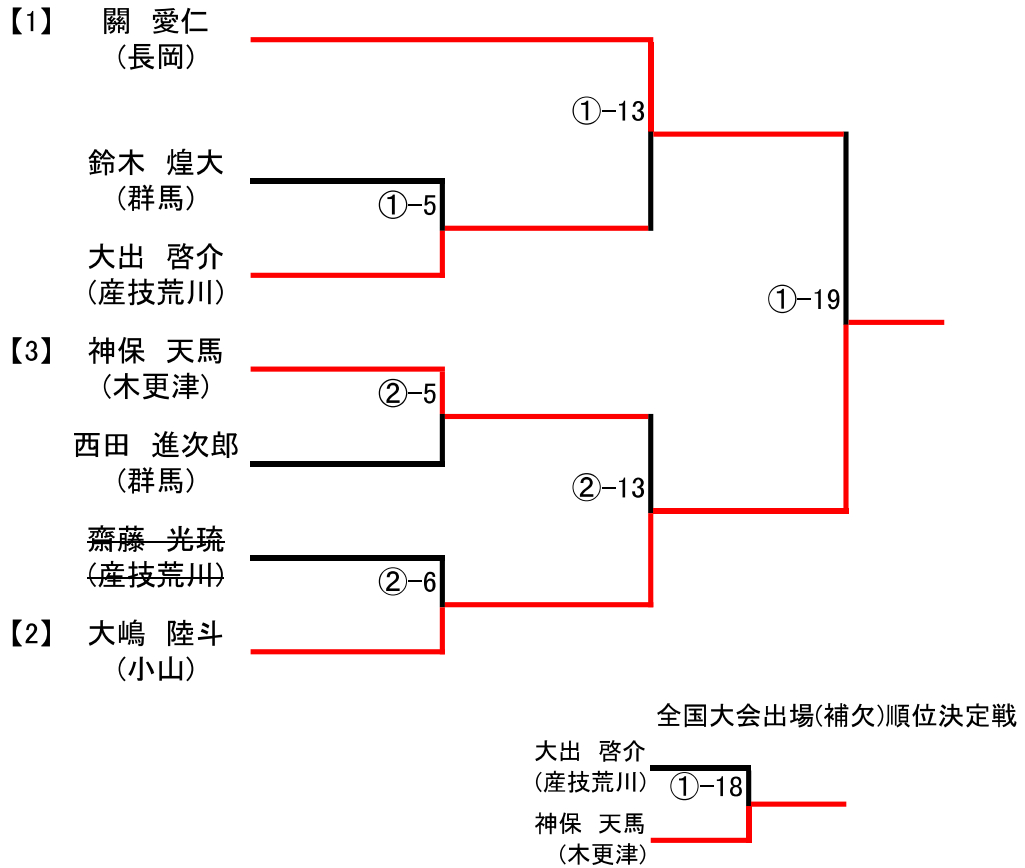 【1】 關 愛仁
(長岡)
①-13
鈴木 煌大
(群馬)
①-5
大出 啓介
(産技荒川)
①-19
【3】 神保 天馬
(木更津)
②-5
西田 進次郎
(群馬)
②-13
齋藤 光琉
(産技荒川)
②-6
【2】 大嶋 陸斗
(小山)
全国大会出場(補欠)順位決定戦
大出 啓介
(産技荒川)
①-18
神保 天馬
(木更津)